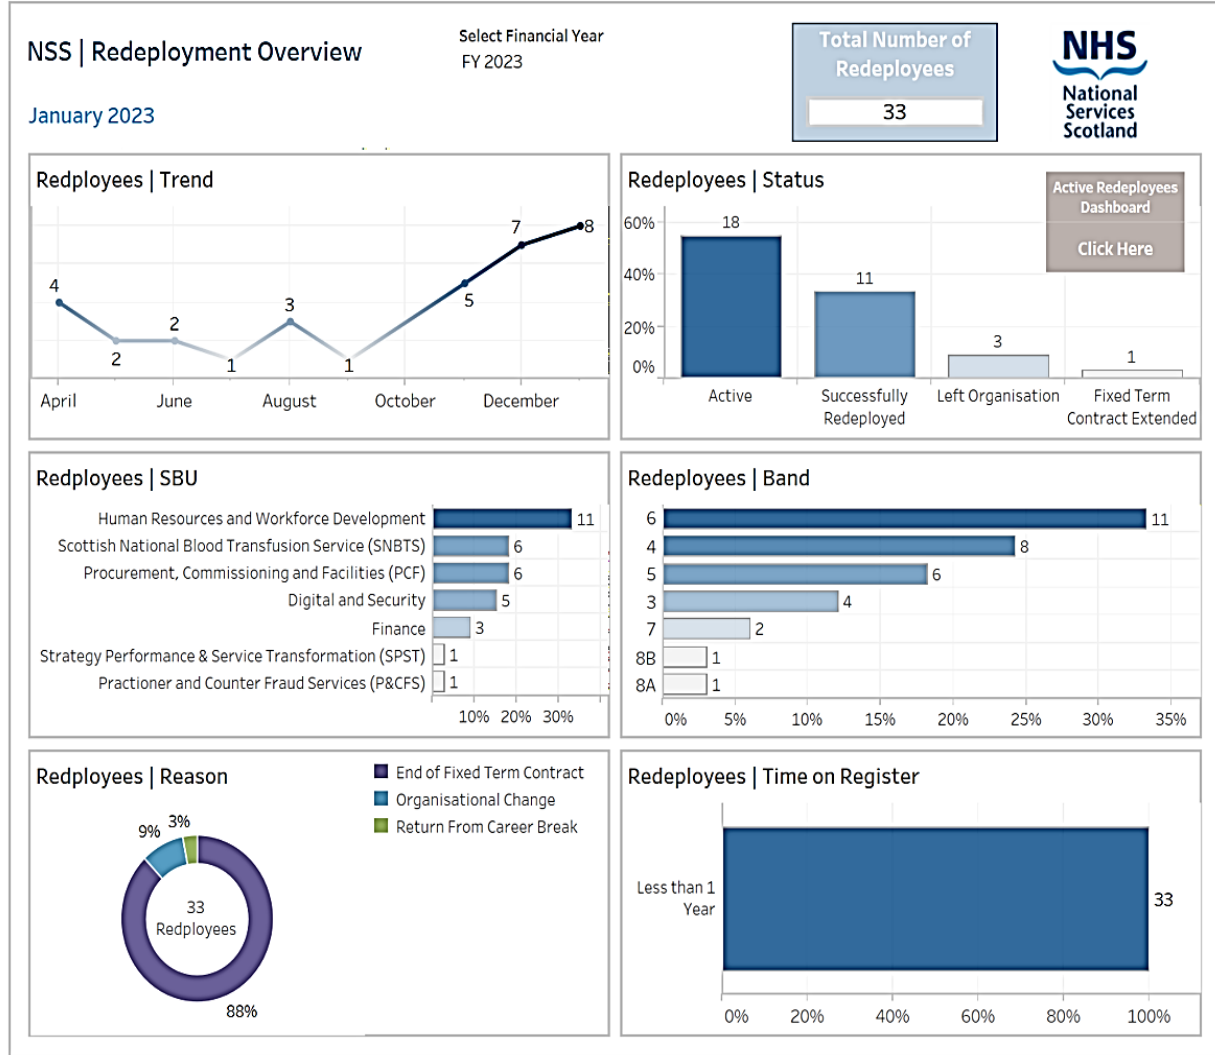 NSS | Redeployment Overview
Select Financial Year
FY 2023
January 2023
Total Number of
Redeployees
33
NHS
National
Services
Scotland
Redployees | Trend
4
2
2
1
3
1
5
7
8
April
June
August
October
December
Redeployees | Status
Active Redeployees
Dashboard
Click Here
60%
40%
20%
0%
18
11
3
1
Active
Successfully
Redeployed
Left Organisation
Fixed Term
Contract Extended
Redployees | SBU
Human Resources and Workforce Development 11
Scottish National Blood Transfusion Service (SNBTS) 6
Procurement, Commissioning and Facilities (PCF) 6
Digital and Security 5
Finance 3
Strategy Performance & Service Transformation (SPST) 1
Practioner and Counter Fraud Services (P&CFS) 1
10% 20% 30%
Redeployees | Band
6 11
4 8
5 6
3 4
7 2
8B 1
8A 1
0% 5% 10% 15% 20% 25% 30% 35%
Redployees | Reason
End of Fixed Term Contract
Organisational Change
Return From Career Break
9%
3%
33
Redployees
88%
Redeployees | Time on Register
Less than 1
Year
33
0% 20% 40% 60% 80% 100%